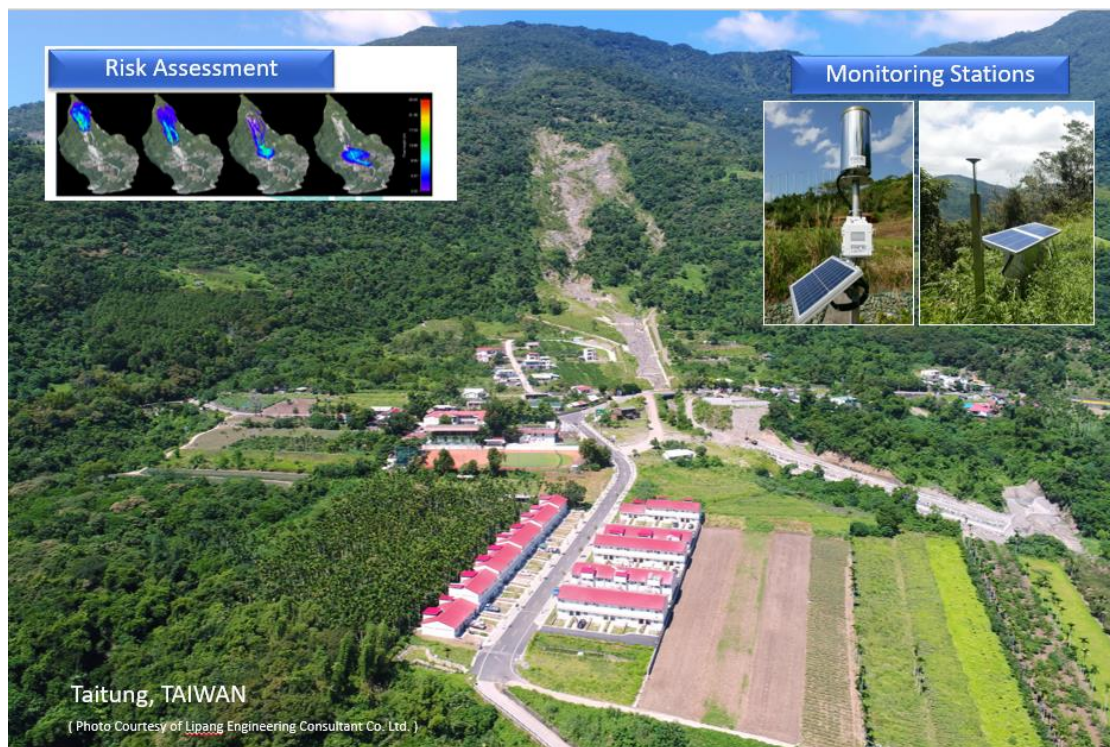 Risk Assessment
Monitoring Stations
Taitung, TAIWAN
( Photo Courtesy of Lipang Engineering Consultant Co. Ltd. )